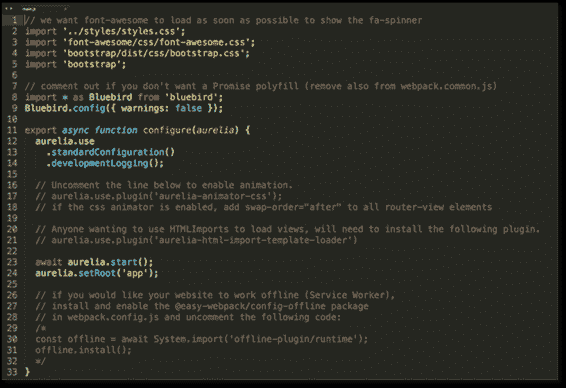 main.js
1 // we want font-awesome to load as soon as possible to show the fa-spinner
2 import '../styles/styles.css';
3 import 'font-awesome/css/font-awesome.css';
4 import 'bootstrap/dist/css/bootstrap.css';
5 import 'bootstrap';
6
7 // comment out if you don't want a Promise polyfill (remove also from webpack.common.js)
8 import * as Bluebird from 'bluebird';
9 Bluebird.config({ warnings: false });
10
11 export async function configure(aurelia) {
12 aurelia.use
13 .standardConfiguration()
14 .developmentLogging();
15
16 // Uncomment the line below to enable animation.
17 // aurelia.use.plugin('aurelia-animator-css');
18 // if the css animator is enabled, add swap-order="after" to all router-view elements
19
20 // Anyone wanting to use HTMLImports to load views, will need to install the following plugin.
21 // aurelia.use.plugin('aurelia-html-import-template-loader')
22
23 await aurelia.start();
24 aurelia.setRoot('app');
25
26 // if you would like your website to work offline (Service Worker),
27 // install and enable the @easy-webpack/config-offline package
28 // in webpack.config.js and uncomment the following code:
29 /*
30 const offline = await System.import('offline-plugin/runtime');
31 offline.install();
32 */
33 }